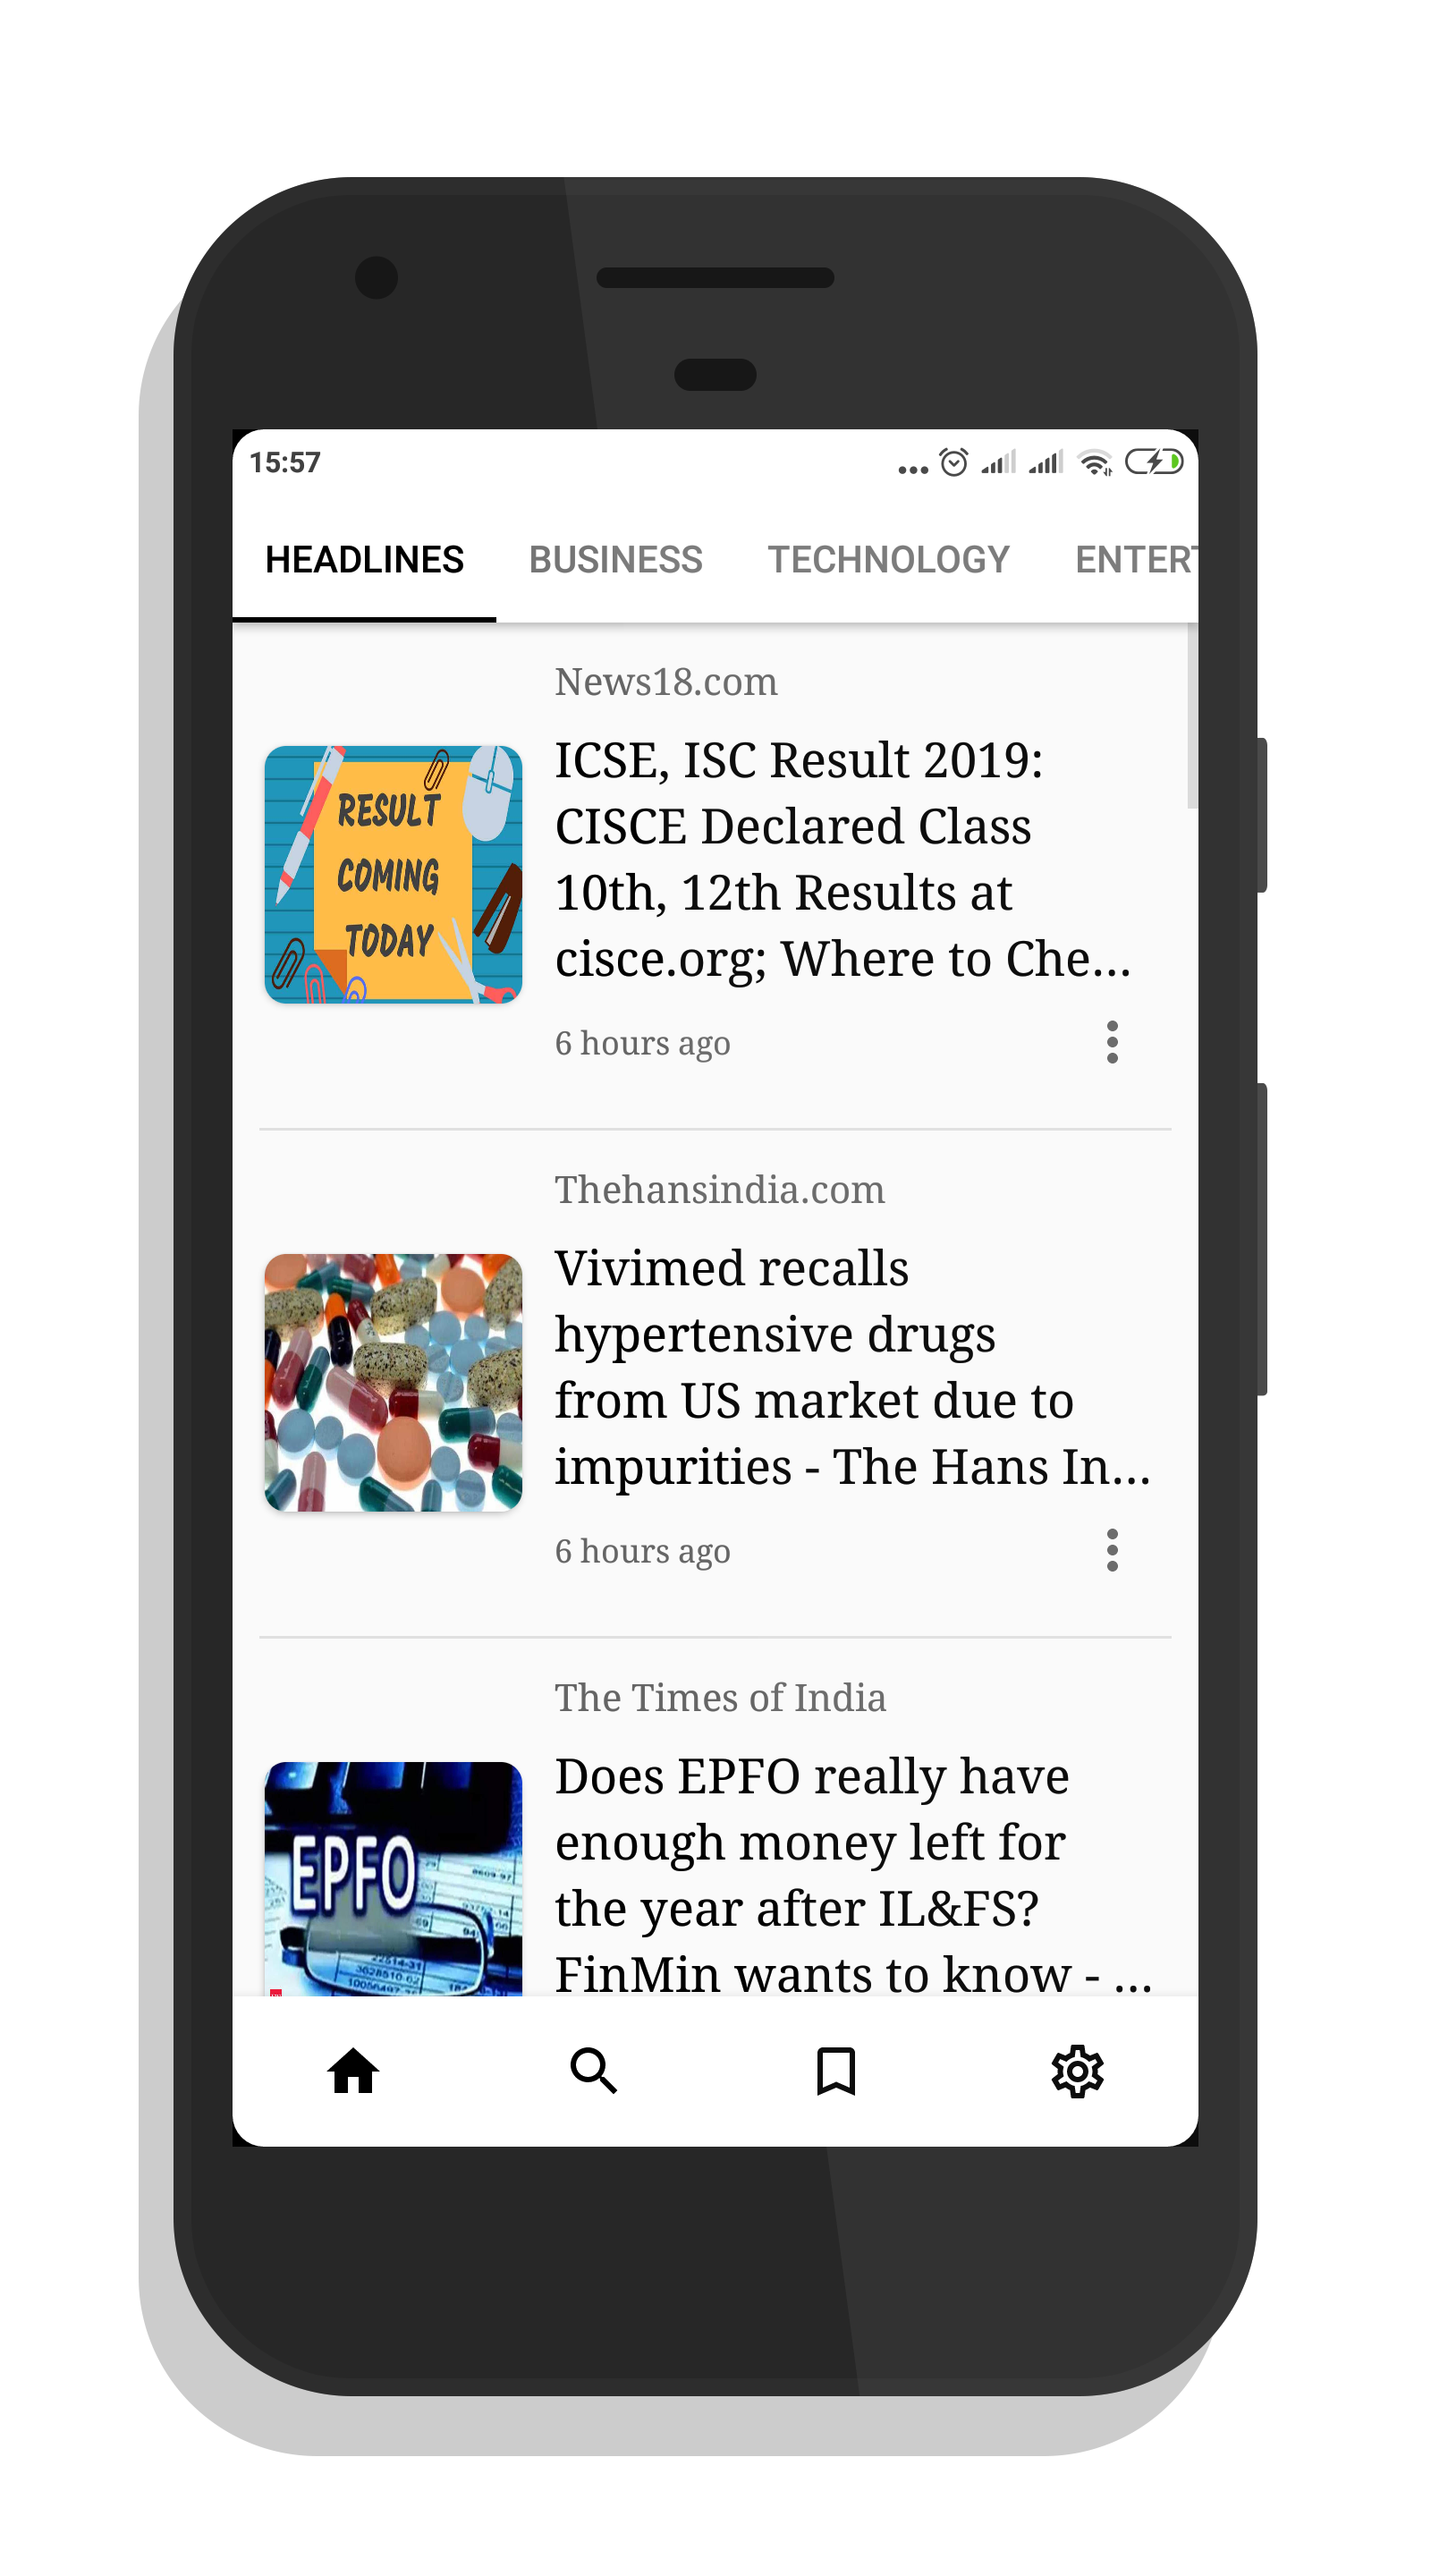 15:57
HEADLINES BUSINESS TECHNOLOGY ENTERT
News18.com
RESULT
COMING
TODAY
ICSE, ISC Result 2019:
CISCE Declared Class
10th, 12th Results at
cisce.org; Where to Che...
6 hours ago
Thehansindia.com
Vivimed recalls
hypertensive drugs
from US market due to
impurities - The Hans In...
6 hours ago
The Times of India
EPFO
Does EPFO really have
enough money left for
the year after IL&FS?
FinMin wants to know - ...